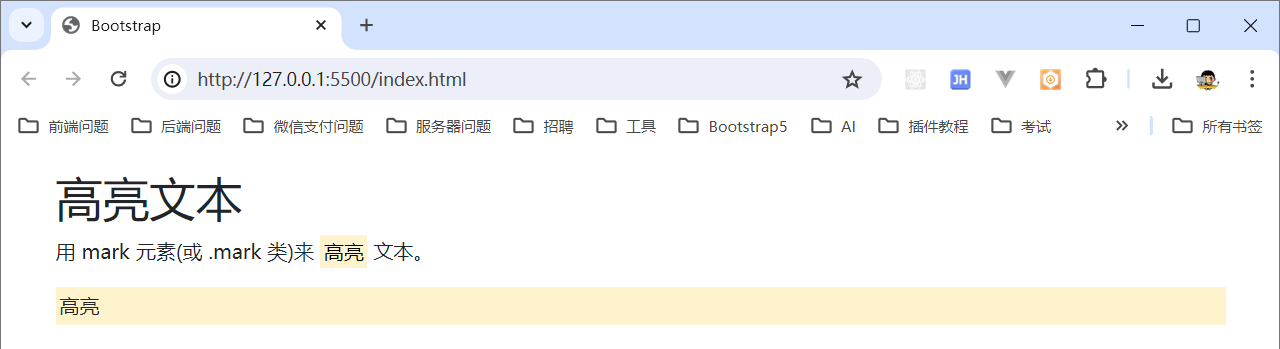 Bootstrap
http://127.0.0.1:5500/index.html
JH
前端问题 后端问题 微信支付问题 服务器问题 招聘 工具 Bootstrap5 AI 插件教程 考试 所有书签
高亮文本
用 mark 元素(或 .mark 类)来 高亮 文本。
高亮